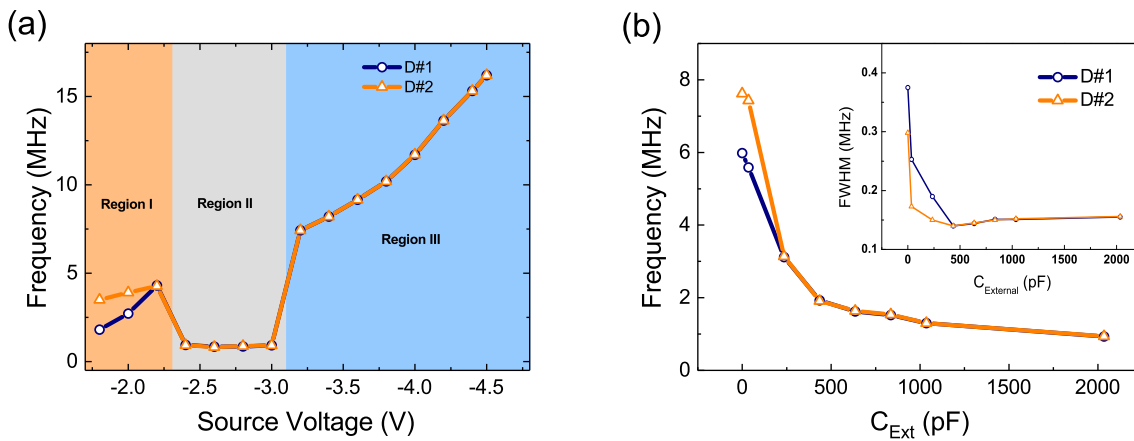 (a)
Frequency (MHz)
15
10
5
0
D#1
D#2
Region I
Region II
Region III
-2.0 -2.5 -3.0 -3.5 -4.0 -4.5
Source Voltage (V)
(b)
Frequency (MHz)
8
6
4
2
0
D#1
D#2
FWHM (MHz)
0.4
0.3
0.2
0.1
0 500 1000 1500 2000
C_External (pF)
0 500 1000 1500 2000
C_Ext (pF)